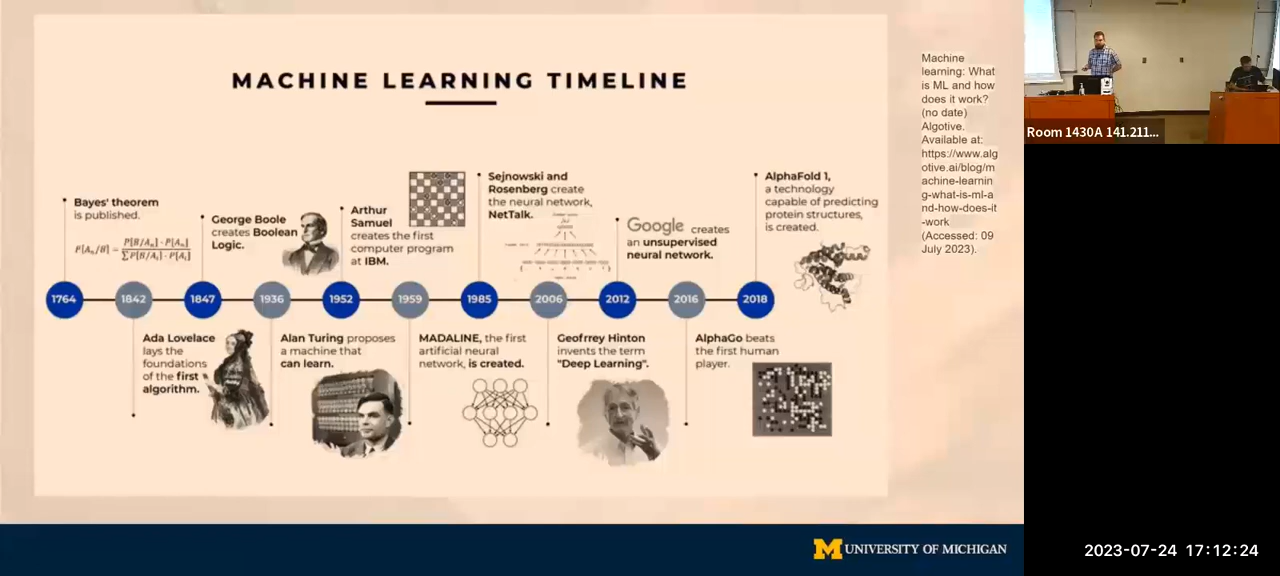 MACHINE LEARNING TIMELINE
Bayes' theorem
is published.
George Boole
creates Boolean
Logic.
Arthur
Samuel
creates the first
computer program
at IBM.
Sejnowski and
Rosenberg create
the neural network,
NetTalk.
Google creates
an unsupervised
neural network.
AlphaFold 1,
a technology
capable of predicting
protein structures,
is created.
1764
1842
1847
1936
1952
1959
1985
2006
2012
2016
2018
Ada Lovelace
lays the
foundations
of the first
algorithm.
Alan Turing proposes
a machine that
can learn.
MADALINE, the first
artificial neural
network, is created.
Geofrrey Hinton
invents the term
"Deep Learning".
AlphaGo beats
the first human
player.
Machine
learning: What
is ML and how
does it work?
(no date)
Algotive.
Available at:
https://www.alg
otive.ai/blog/m
achine-learnin
g-what-is-ml-a
nd-how-does-it
-work
(Accessed: 09
July 2023).
M UNIVERSITY OF MICHIGAN
Room 1430A 141.211...
2023-07-24 17:12:24